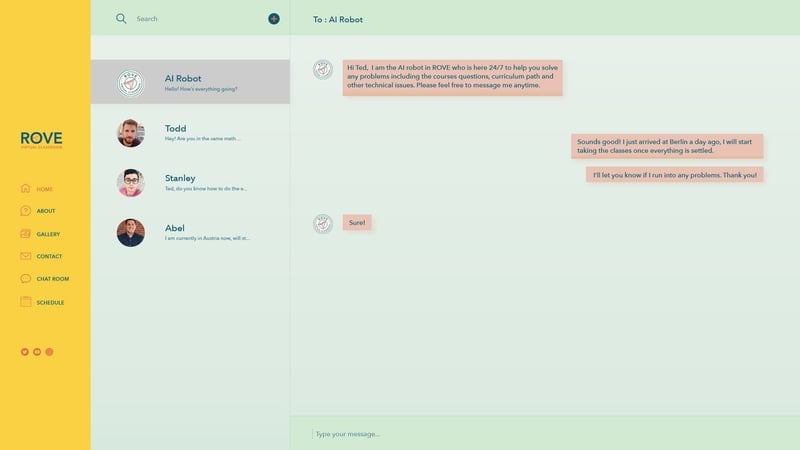 ROVE
VIRTUAL CLASSROOM
HOME
ABOUT
GALLERY
CONTACT
CHAT ROOM
SCHEDULE
Search
AI Robot
Hello! How's everything going?
Todd
Hey! Are you in the same math...
Stanley
Ted, do you know how to do the a...
Abel
I am currently in Austria now, will st...
To : AI Robot
ROVE
Hi Ted, I am the AI robot in ROVE who is here 24/7 to help you solve
any problems including the courses questions, curriculum path and
other technical issues. Please feel free to message me anytime.
Sounds good! I just arrived at Berlin a day ago, I will start
taking the classes once everything is settled.
I'll let you know if I run into any problems. Thank you!
Sure!
Type your message...